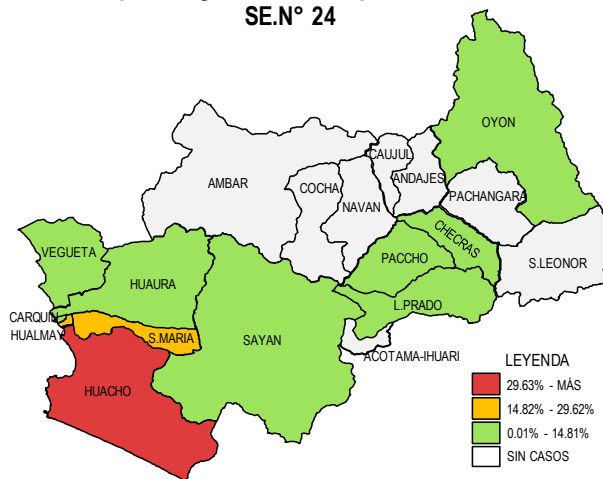 SE.N° 24
OYON
CAUJUL
ANDAJES
AMBAR
COCHA
NAVAN
PACHANGARA
CHECRAS
VEGUETA
PACCHO
S.LEONOR
HUAURA
L.PRADO
CARQUIN
HUALMAY
S.MARIA
SAYAN
ACOTAMA-IHUARI
HUACHO
LEYENDA
29.63% - MÁS
14.82% - 29.62%
0.01% - 14.81%
SIN CASOS